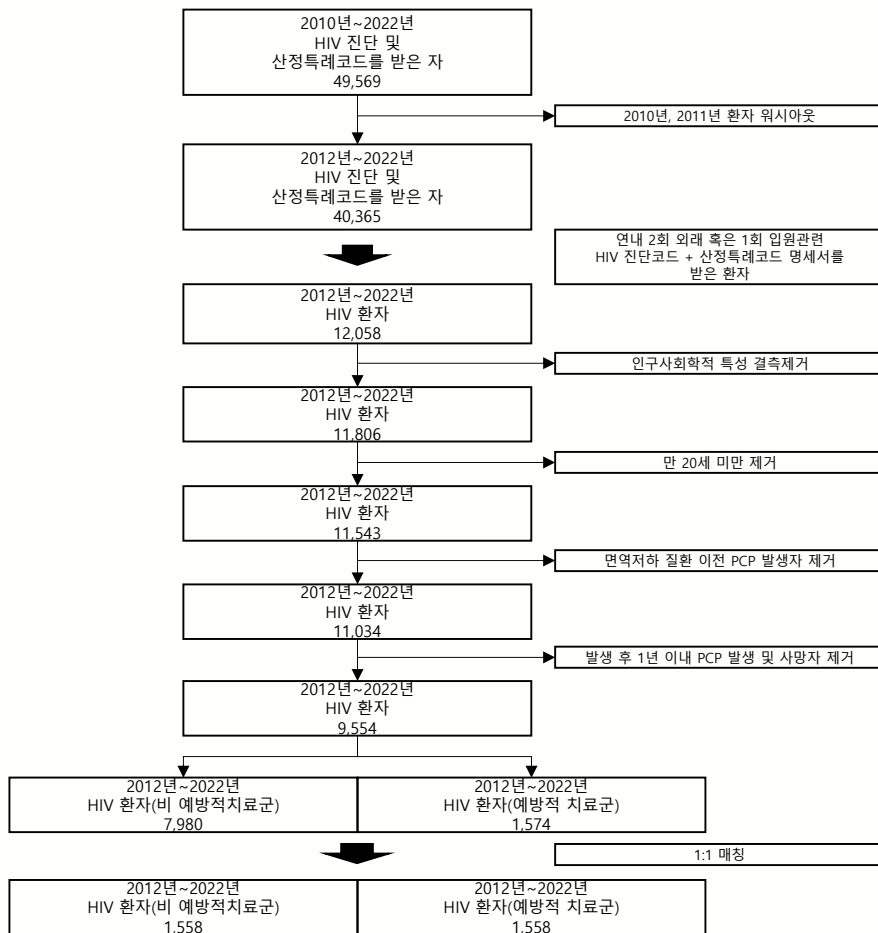 2010년~2022년
HIV 진단 및
산정특례코드를 받은 자
49,569
2010년, 2011년 환자 워시아웃
2012년~2022년
HIV 진단 및
산정특례코드를 받은 자
40,365
연내 2회 외래 혹은 1회 입원관련
HIV 진단코드 + 산정특례코드 명세서를
받은 환자
2012년~2022년
HIV 환자
12,058
인구사회학적 특성 결측제거
2012년~2022년
HIV 환자
11,806
만 20세 미만 제거
2012년~2022년
HIV 환자
11,543
면역저하 질환 이전 PCP 발생자 제거
2012년~2022년
HIV 환자
11,034
발생 후 1년 이내 PCP 발생 및 사망자 제거
2012년~2022년
HIV 환자
9,554
2012년~2022년
HIV 환자(비 예방적치료군)
7,980
2012년~2022년
HIV 환자(예방적 치료군)
1,574
1:1 매칭
2012년~2022년
HIV 환자(비 예방적치료군)
1,558
2012년~2022년
HIV 환자(예방적 치료군)
1,558